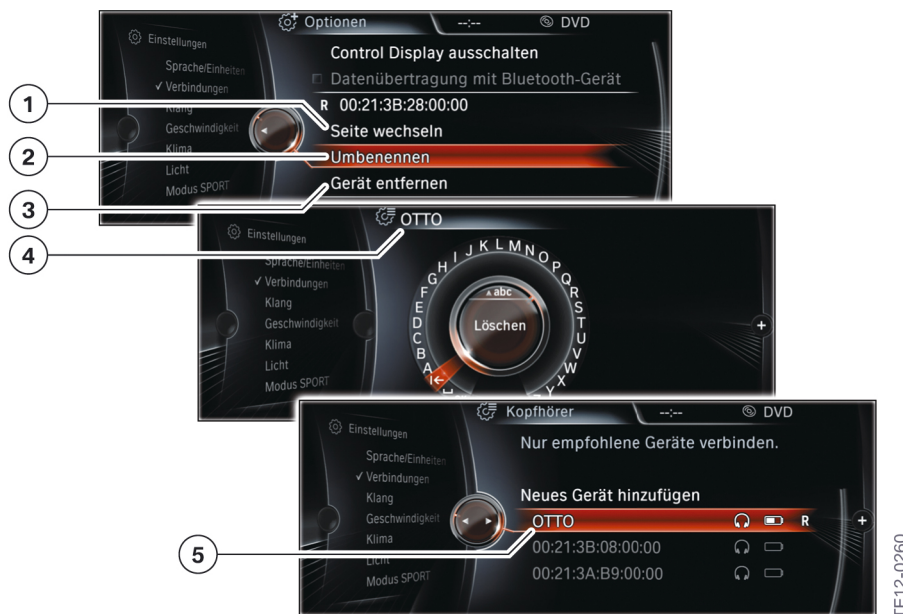 Optionen --:-- DVD
Einstellungen
Sprache/Einheiten
✓ Verbindungen
Klang
Geschwindigkeit
Klima
Licht
Modus SPORT
Control Display ausschalten
Datenübertragung mit Bluetooth-Gerät
R 00:21:3B:28:00:00
Seite wechseln
Umbenennen
Gerät entfernen
1
2
3
4
OTTO
Einstellungen
Sprache/Einheiten
✓ Verbindungen
Klang
Geschwindigkeit
Klima
Licht
Modus SPORT
A B C D E F G H I J K L M N O P Q R S T U V W X Y Z
abc
Löschen
+
Kopfhörer --:-- DVD
Einstellungen
Sprache/Einheiten
✓ Verbindungen
Klang
Geschwindigkeit
Klima
Licht
Modus SPORT
Nur empfohlene Geräte verbinden.
Neues Gerät hinzufügen
OTTO R +
00:21:3B:08:00:00
00:21:3A:B9:00:00
5
TE12-0260